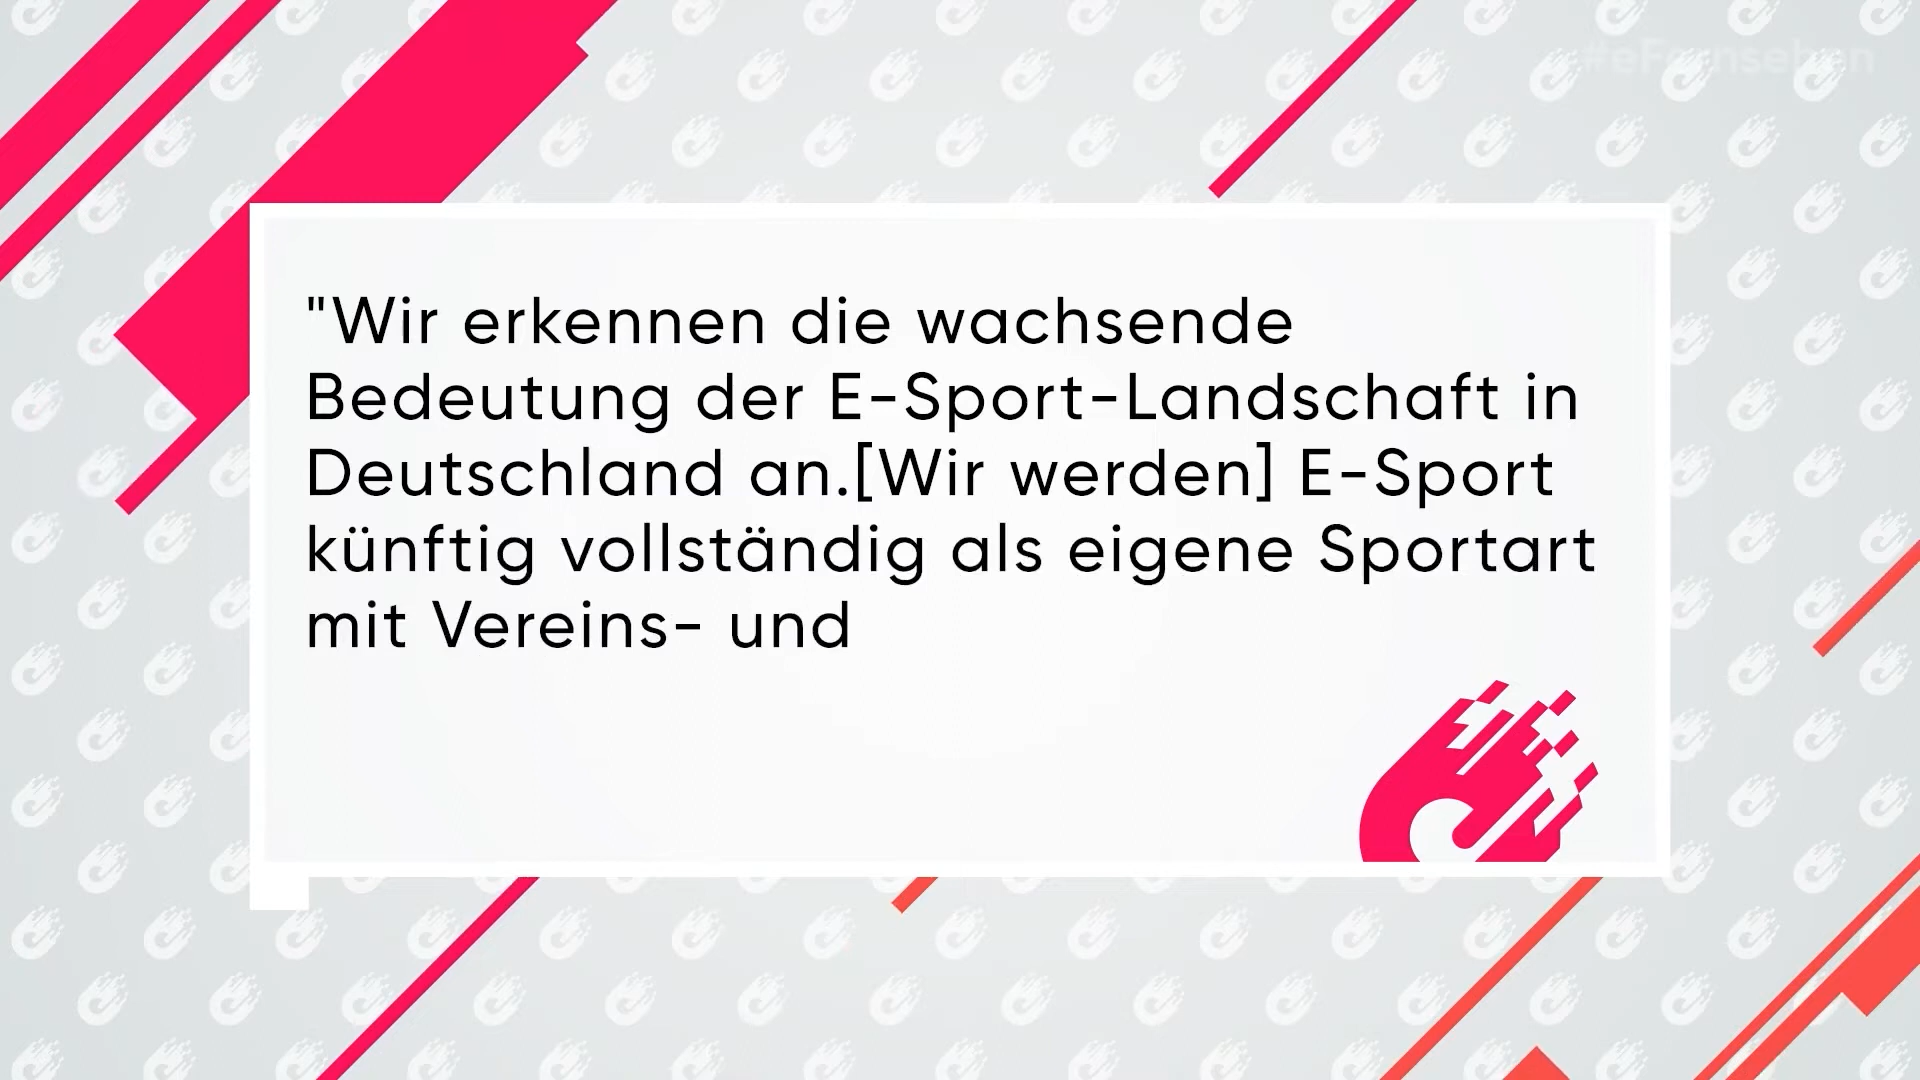 #eFernsehen
"Wir erkennen die wachsende
Bedeutung der E-Sport-Landschaft in
Deutschland an.[Wir werden] E-Sport
künftig vollständig als eigene Sportart
mit Vereins- und